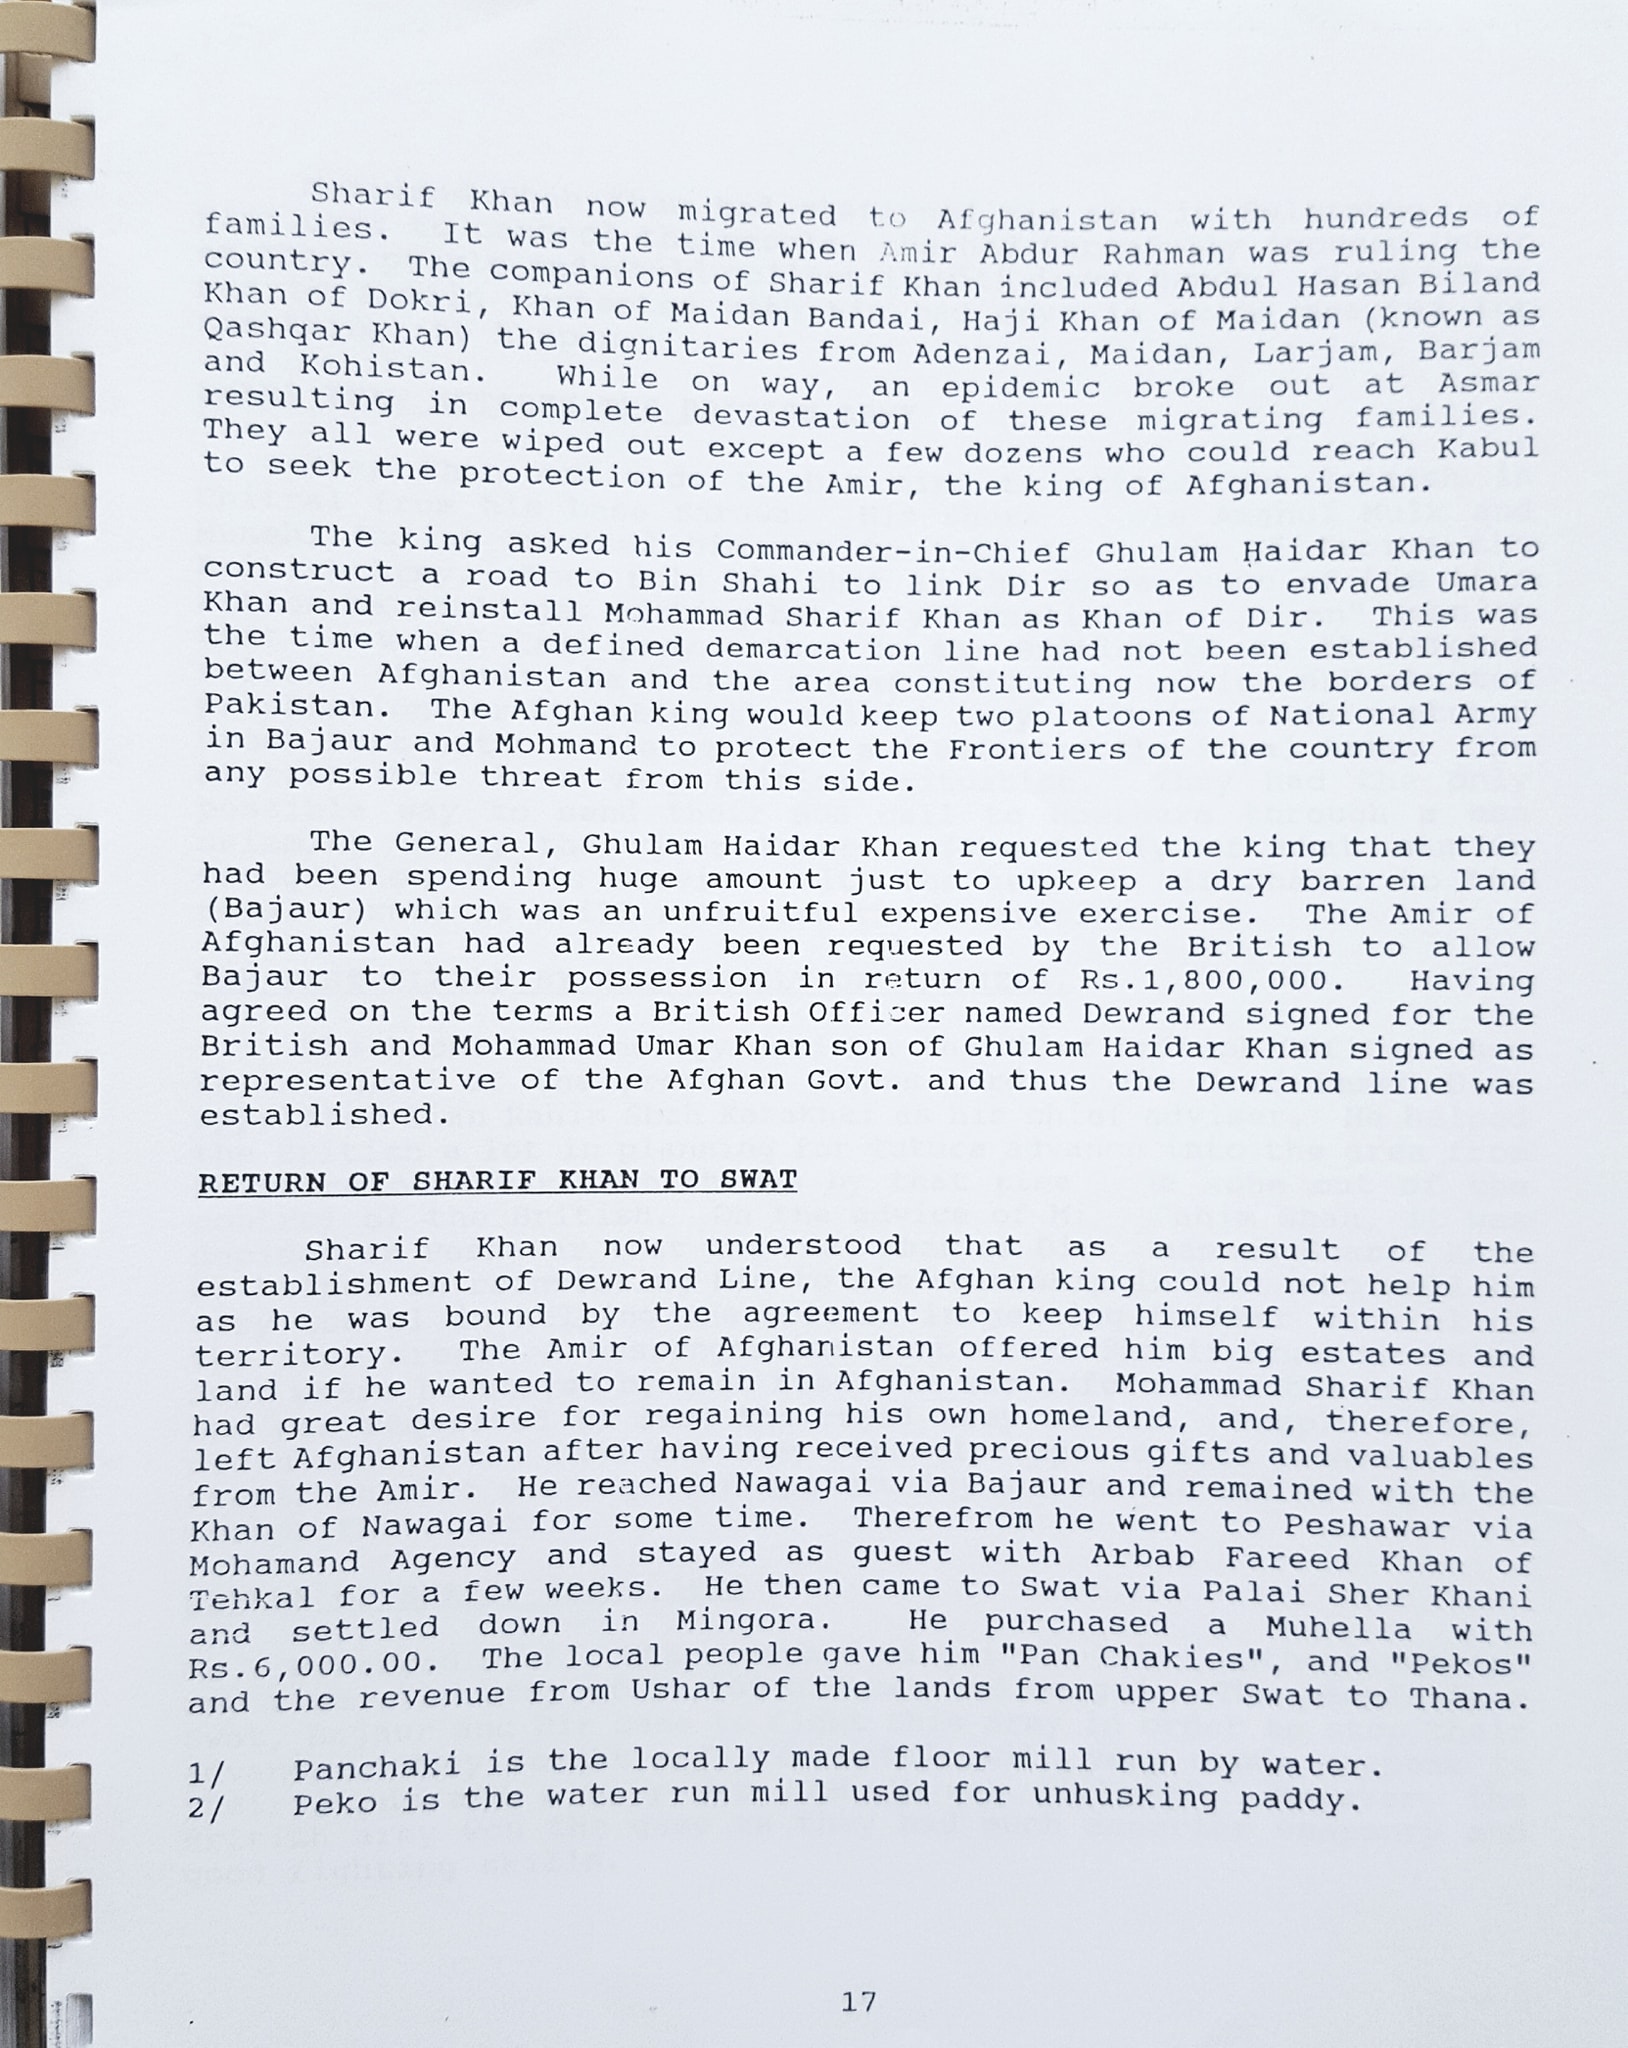 Sharif Khan now migrated to Afghanistan with hundreds of
families. It was the time when Amir Abdur Rahman was ruling the
country. The companions of Sharif Khan included Abdul Hasan Biland
Khan of Dokri, Khan of Maidan Bandai, Haji Khan of Maidan (known as
Qashqar Khan) the dignitaries from Adenzai, Maidan, Larjam, Barjam
and Kohistan. While on way, an epidemic broke out at Asmar
resulting in complete devastation of these migrating families.
They all were wiped out except a few dozens who could reach Kabul
to seek the protection of the Amir, the king of Afghanistan.
The king asked his Commander-in-Chief Ghulam Haidar Khan to
construct a road to Bin Shahi to link Dir so as to envade Umara
Khan and reinstall Mohammad Sharif Khan as Khan of Dir. This was
the time when a defined demarcation line had not been established
between Afghanistan and the area constituting now the borders of
Pakistan. The Afghan king would keep two platoons of National Army
in Bajaur and Mohmand to protect the Frontiers of the country from
any possible threat from this side.
The General, Ghulam Haidar Khan requested the king that they
had been spending huge amount just to upkeep a dry barren land
(Bajaur) which was an unfruitful expensive exercise. The Amir of
Afghanistan had already been requested by the British to allow
Bajaur to their possession in return of Rs.1,800,000. Having
agreed on the terms a British Officer named Dewrand signed for the
British and Mohammad Umar Khan son of Ghulam Haidar Khan signed as
representative of the Afghan Govt. and thus the Dewrand line was
established.
RETURN OF SHARIF KHAN TO SWAT
Sharif Khan now understood that as a result of the
establishment of Dewrand Line, the Afghan king could not help him
as he was bound by the agreement to keep himself within his
territory. The Amir of Afghanistan offered him big estates and
land if he wanted to remain in Afghanistan. Mohammad Sharif Khan
had great desire for regaining his own homeland, and, therefore,
left Afghanistan after having received precious gifts and valuables
from the Amir. He reached Nawagai via Bajaur and remained with the
Khan of Nawagai for some time. Therefrom he went to Peshawar via
Mohamand Agency and stayed as guest with Arbab Fareed Khan of
Tehkal for a few weeks. He then came to Swat via Palai Sher Khani
and settled down in Mingora. He purchased a Muhella with
Rs.6,000.00. The local people gave him "Pan Chakies", and "Pekos"
and the revenue from Ushar of the lands from upper Swat to Thana.
1/ Panchaki is the locally made floor mill run by water.
2/ Peko is the water run mill used for unhusking paddy.
17